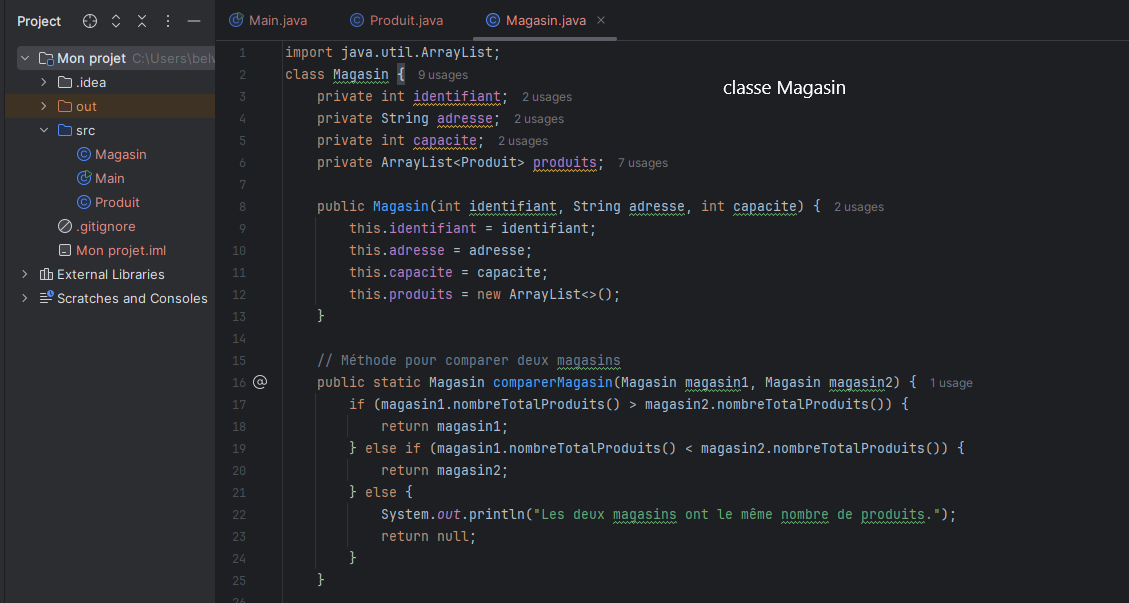 Project
Main.java
Produit.java
Magasin.java
Mon projet C:\Users\belv
.idea
out
src
Magasin
Main
Produit
.gitignore
Mon projet.iml
External Libraries
Scratches and Consoles
classe Magasin
1 import java.util.ArrayList;
2 class Magasin { 9 usages
3 private int identifiant; 2 usages
4 private String adresse; 2 usages
5 private int capacite; 2 usages
6 private ArrayList<Produit> produits; 7 usages
7
8 public Magasin(int identifiant, String adresse, int capacite) { 2 usages
9 this.identifiant = identifiant;
10 this.adresse = adresse;
11 this.capacite = capacite;
12 this.produits = new ArrayList<>();
13 }
14
15 // Méthode pour comparer deux magasins
16 @ public static Magasin comparerMagasin(Magasin magasin1, Magasin magasin2) { 1 usage
17 if (magasin1.nombreTotalProduits() > magasin2.nombreTotalProduits()) {
18 return magasin1;
19 } else if (magasin1.nombreTotalProduits() < magasin2.nombreTotalProduits()) {
20 return magasin2;
21 } else {
22 System.out.println("Les deux magasins ont le même nombre de produits.");
23 return null;
24 }
25 }
26